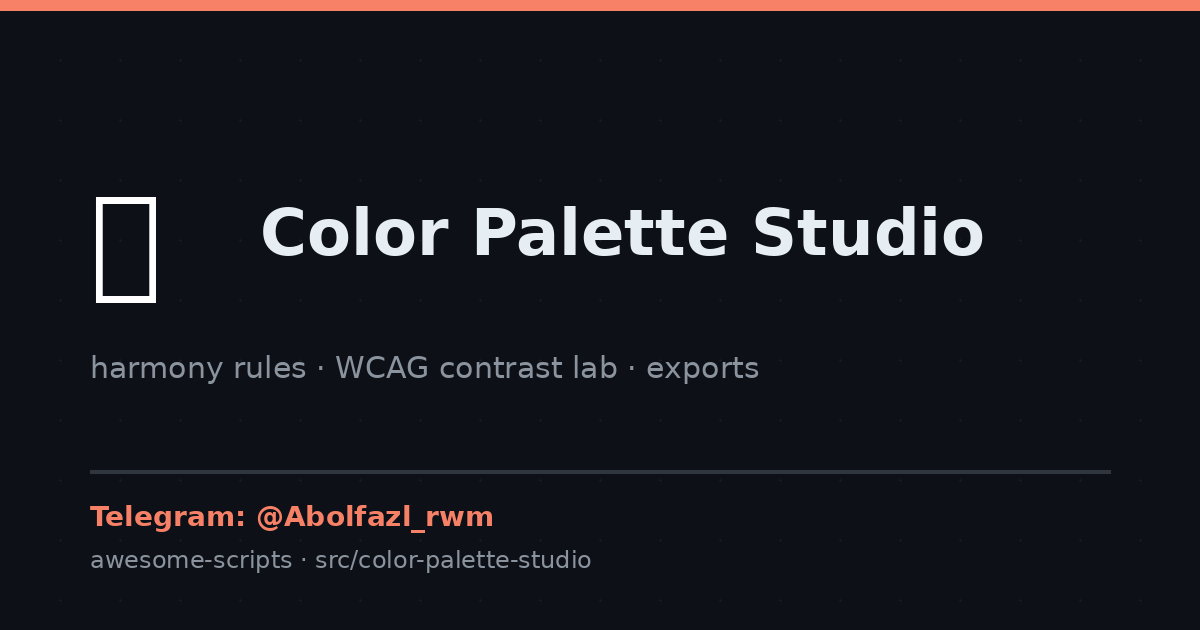 Color Palette Studio
harmony rules · WCAG contrast lab · exports
Telegram: @Abolfazl_rwm
awesome-scripts · src/color-palette-studio